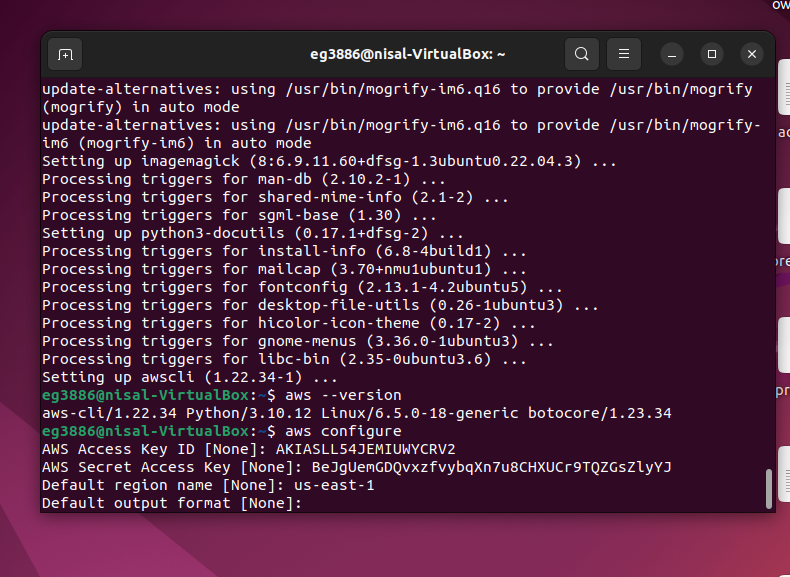 eg3886@nisal-VirtualBox: ~
update-alternatives: using /usr/bin/mogrify-im6.q16 to provide /usr/bin/mogrify
(mogrify) in auto mode
update-alternatives: using /usr/bin/mogrify-im6.q16 to provide /usr/bin/mogrify-
im6 (mogrify-im6) in auto mode
Setting up imagemagick (8:6.9.11.60+dfsg-1.3ubuntu0.22.04.3) ...
Processing triggers for man-db (2.10.2-1) ...
Processing triggers for shared-mime-info (2.1-2) ...
Processing triggers for sgml-base (1.30) ...
Setting up python3-docutils (0.17.1+dfsg-2) ...
Processing triggers for install-info (6.8-4build1) ...
Processing triggers for mailcap (3.70+nmu1ubuntu1) ...
Processing triggers for fontconfig (2.13.1-4.2ubuntu5) ...
Processing triggers for desktop-file-utils (0.26-1ubuntu3) ...
Processing triggers for hicolor-icon-theme (0.17-2) ...
Processing triggers for gnome-menus (3.36.0-1ubuntu3) ...
Processing triggers for libc-bin (2.35-0ubuntu3.6) ...
Setting up awscli (1.22.34-1) ...
eg3886@nisal-VirtualBox:~$ aws --version
aws-cli/1.22.34 Python/3.10.12 Linux/6.5.0-18-generic botocore/1.23.34
eg3886@nisal-VirtualBox:~$ aws configure
AWS Access Key ID [None]: AKIASLL54JEMIUWYCRV2
AWS Secret Access Key [None]: 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
Default region name [None]: us-east-1
Default output format [None]: